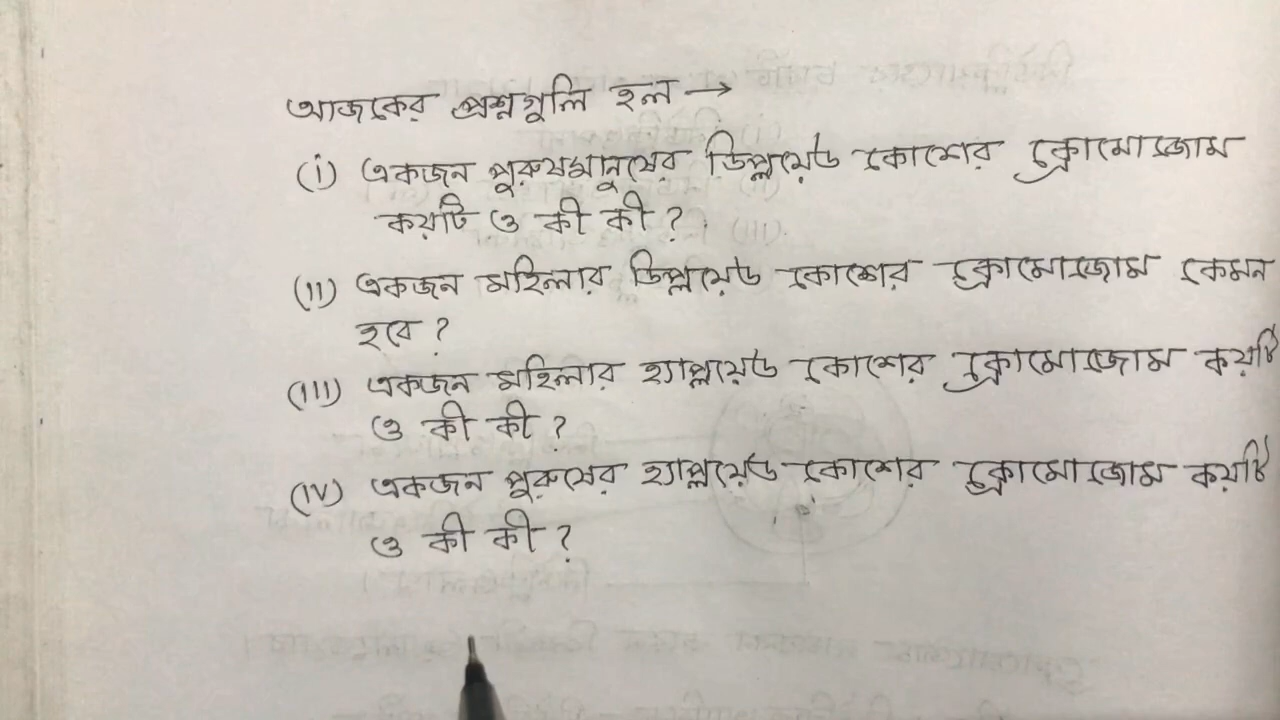 আজকের প্রশ্নগুলি হল →
(i) একজন পুরুষমানুষের ডিপ্লয়েড কোশের ক্রোমোজোম
কয়টি ও কী কী ?
(ii) একজন মহিলার ডিপ্লয়েড কোশের ক্রোমোজোম কেমন
হবে ?
(iii) একজন মহিলার হ্যাপ্লয়েড কোশের ক্রোমোজোম কয়টি
ও কী কী ?
(iv) একজন পুরুষের হ্যাপ্লয়েড কোশের ক্রোমোজোম কয়টি
ও কী কী ?